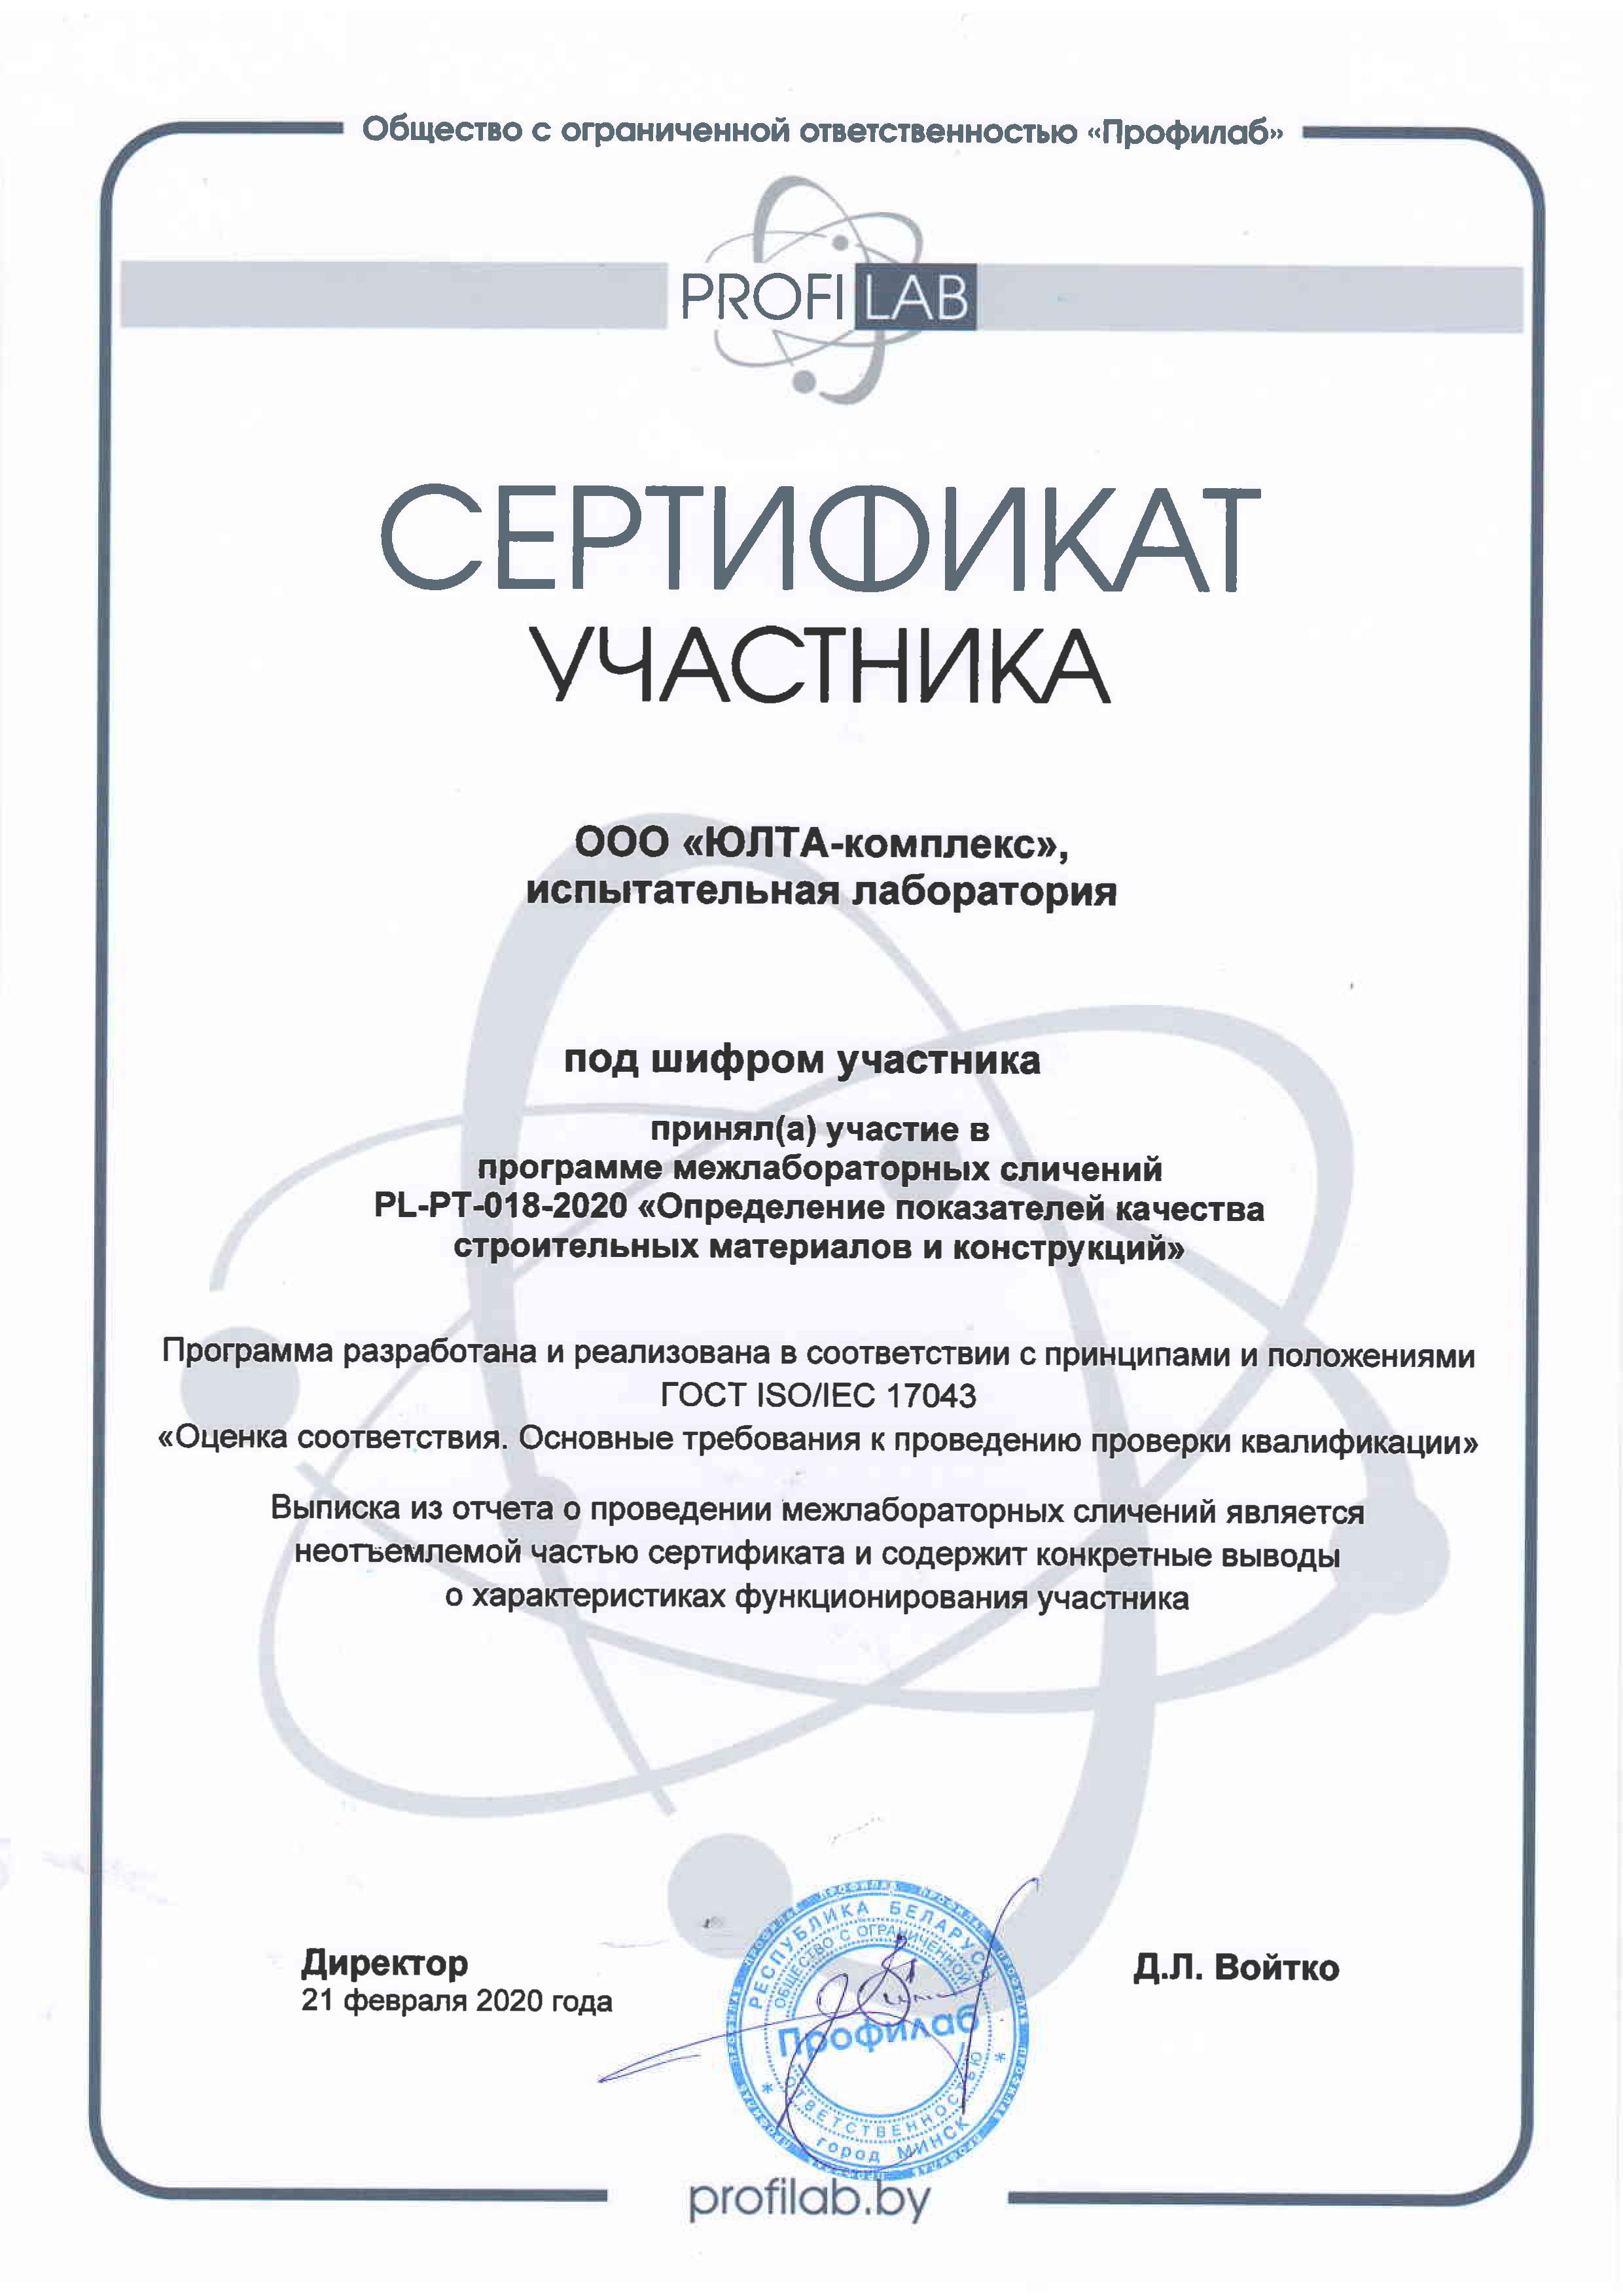 Общество с ограниченной ответственностью «Профилаб»
PROFILAB
СЕРТИФИКАТ
УЧАСТНИКА
ООО «ЮЛТА-комплекс»,
испытательная лаборатория
под шифром участника
принял(а) участие в
программе межлабораторных сличений
PL-PT-018-2020 «Определение показателей качества
строительных материалов и конструкций»
Программа разработана и реализована в соответствии с принципами и положениями
ГОСТ ISO/IEC 17043
«Оценка соответствия. Основные требования к проведению проверки квалификации»
Выписка из отчета о проведении межлабораторных сличений является
неотъемлемой частью сертификата и содержит конкретные выводы
о характеристиках функционирования участника
Директор
21 февраля 2020 года
РЕСПУБЛИКА БЕЛАРУСЬ
ОБЩЕСТВО С ОГРАНИЧЕННОЙ
Профилаб
ОТВЕТСТВЕННОСТЬЮ
город МИНСК
Д.Л. Войтко
profilab.by